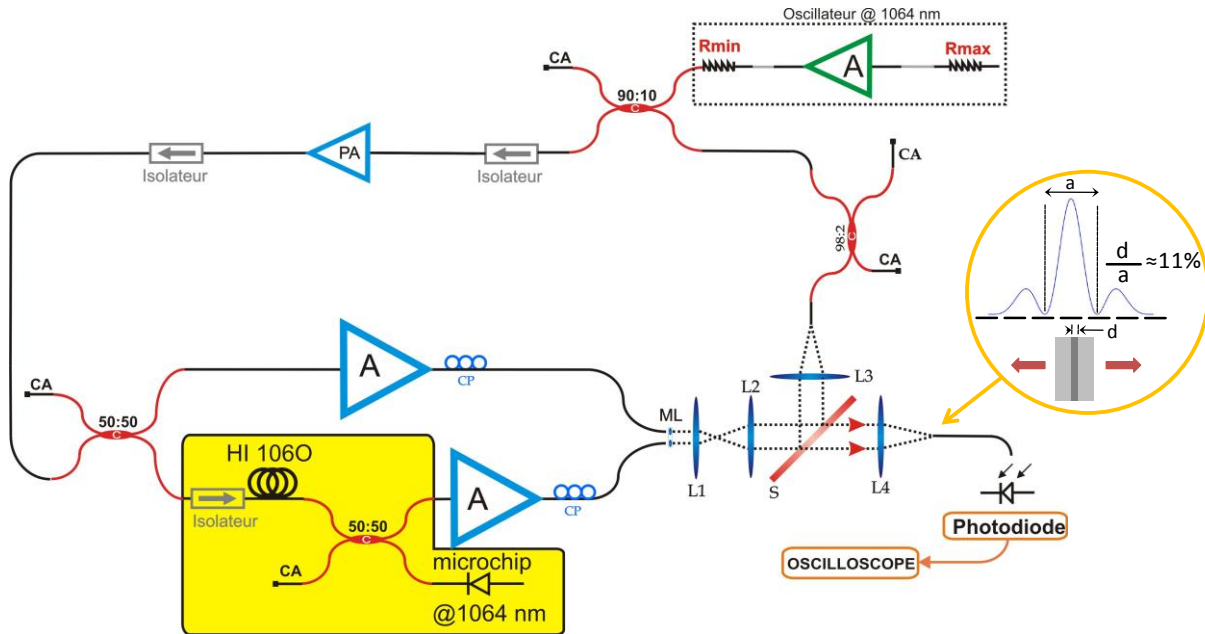 Oscillateur @ 1064 nm
Rmin
Rmax
A
CA
90:10
C
PA
Isolateur
Isolateur
CA
98:2
C
CA
a
d
a
≈11%
d
A
CP
CA
50:50
C
ML
L2
L3
L1
S
L4
HI 106O
Isolateur
A
CP
50:50
C
CA
microchip
@1064 nm
Photodiode
OSCILLOSCOPE